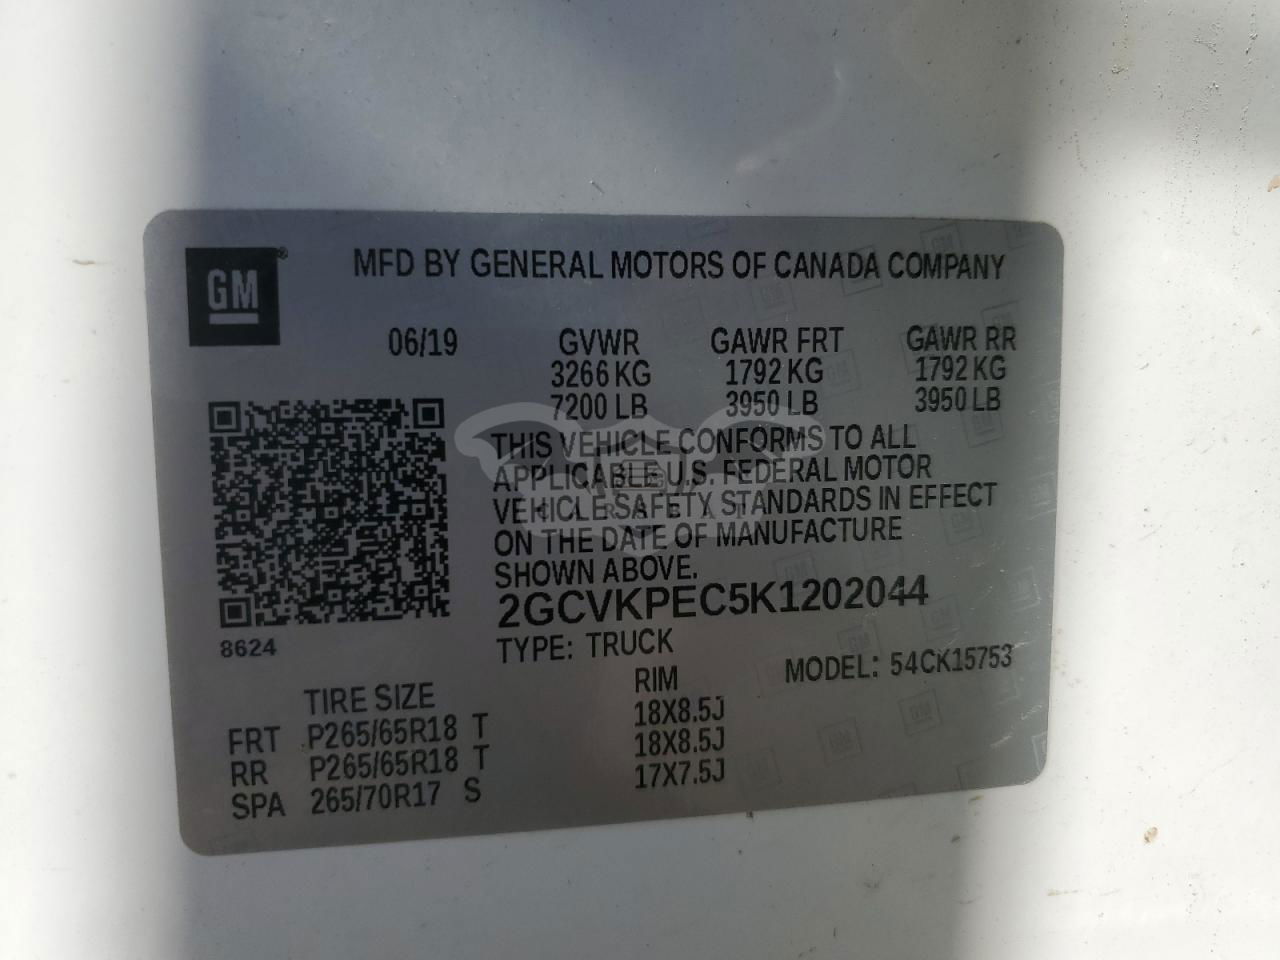 GM
MFD BY GENERAL MOTORS OF CANADA COMPANY
06/19 GVWR GAWR FRT GAWR RR
3266 KG 1792 KG 1792 KG
7200 LB 3950 LB 3950 LB
THIS VEHICLE CONFORMS TO ALL
APPLICABLE U.S. FEDERAL MOTOR
VEHICLE SAFETY STANDARDS IN EFFECT
ON THE DATE OF MANUFACTURE
SHOWN ABOVE.
2GCVKPEC5K1202044
8624
TYPE: TRUCK
MODEL: 54CK15753
TIRE SIZE RIM
FRT P265/65R18 T 18X8.5J
RR P265/65R18 T 18X8.5J
SPA 265/70R17 S 17X7.5J